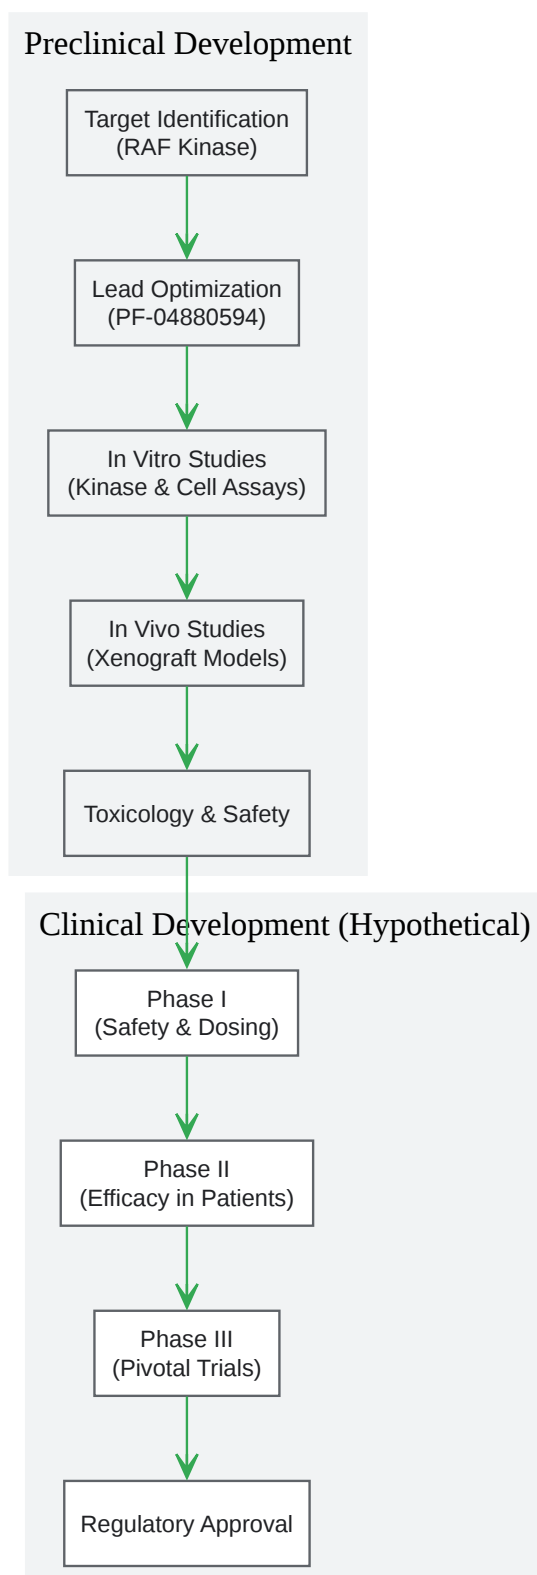 Preclinical Development
Target Identification
(RAF Kinase)
Lead Optimization
(PF-04880594)
In Vitro Studies
(Kinase & Cell Assays)
In Vivo Studies
(Xenograft Models)
Toxicology & Safety
Clinical Development (Hypothetical)
Phase I
(Safety & Dosing)
Phase II
(Efficacy in Patients)
Phase III
(Pivotal Trials)
Regulatory Approval